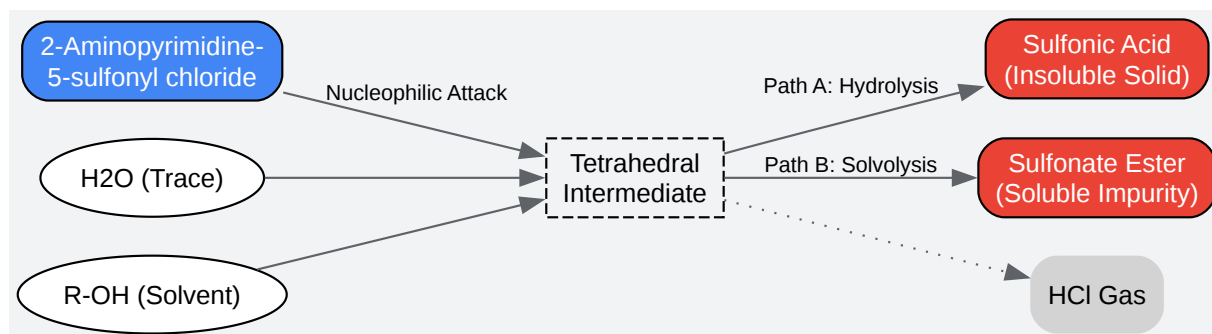 2-Aminopyrimidine-
5-sulfonyl chloride
Nucleophilic Attack
H2O (Trace)
R-OH (Solvent)
Tetrahedral
Intermediate
Path A: Hydrolysis
Path B: Solvolysis
Sulfonic Acid
(Insoluble Solid)
Sulfonate Ester
(Soluble Impurity)
HCl Gas